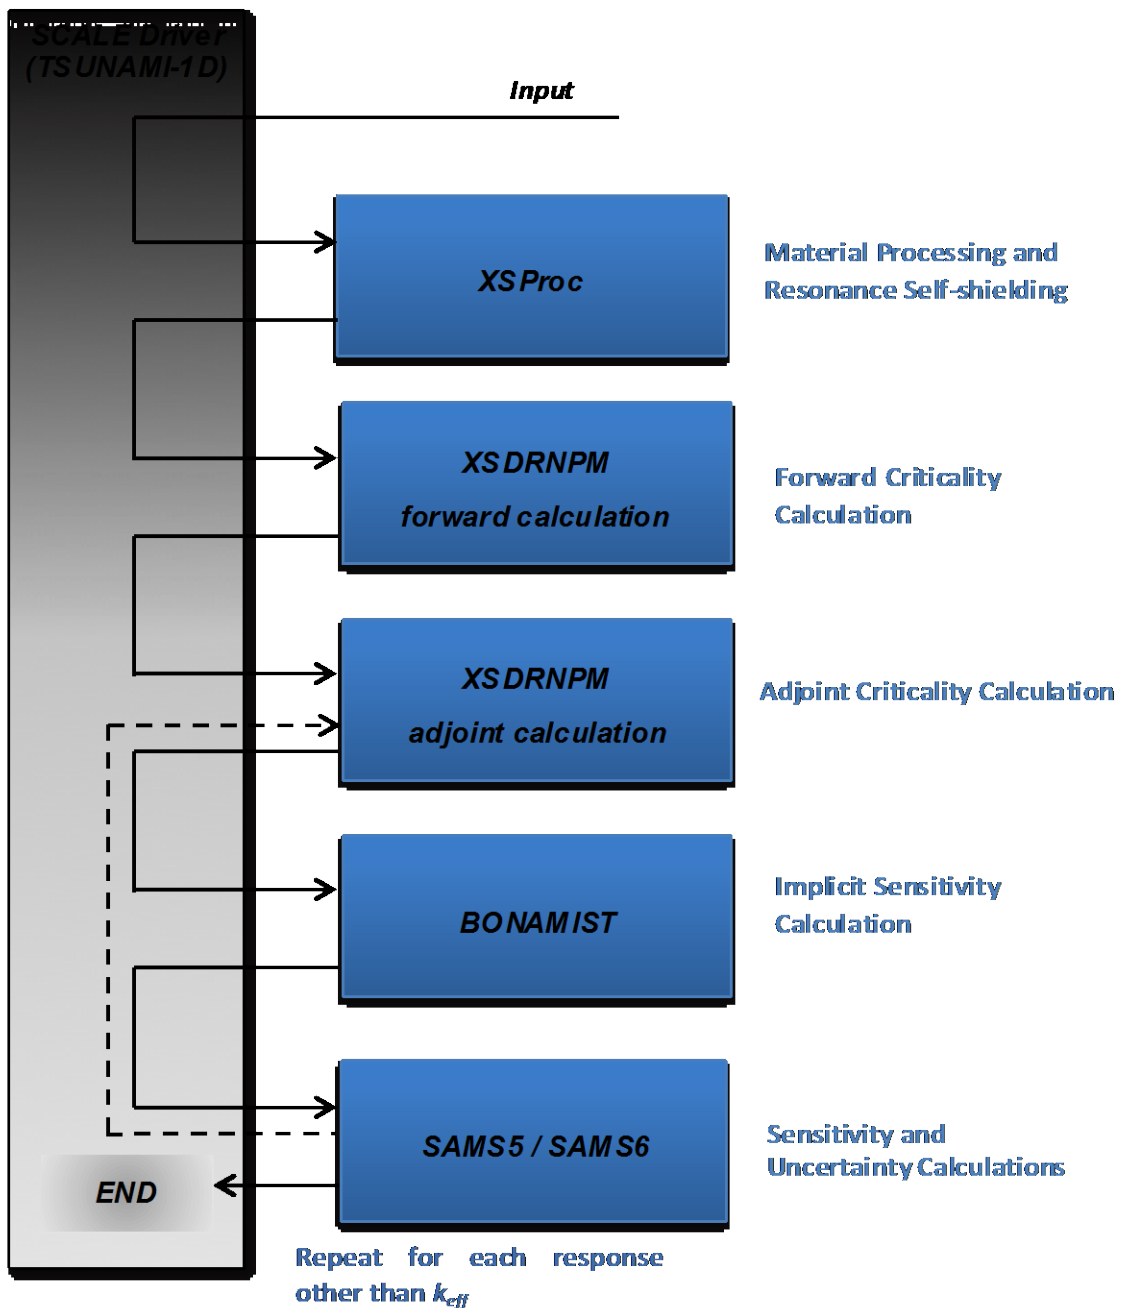 SCALE Driver
(TSUNAMI-1D)
Input
XSProc
Material Processing and
Resonance Self-shielding
XSDRNPM
forward calculation
Forward Criticality
Calculation
XSDRNPM
adjoint calculation
Adjoint Criticality Calculation
BONAMIST
Implicit Sensitivity
Calculation
SAMS5 / SAMS6
Sensitivity and
Uncertainty Calculations
END
Repeat for each response
other than keff